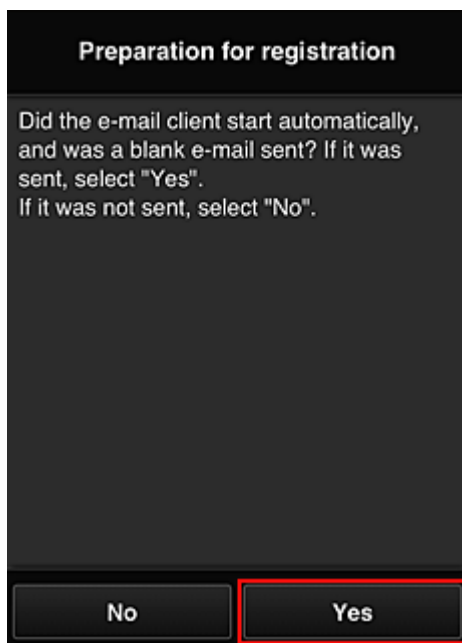 Preparation for registration
Did the e-mail client start automatically,
and was a blank e-mail sent? If it was
sent, select "Yes".
If it was not sent, select "No".
No
Yes